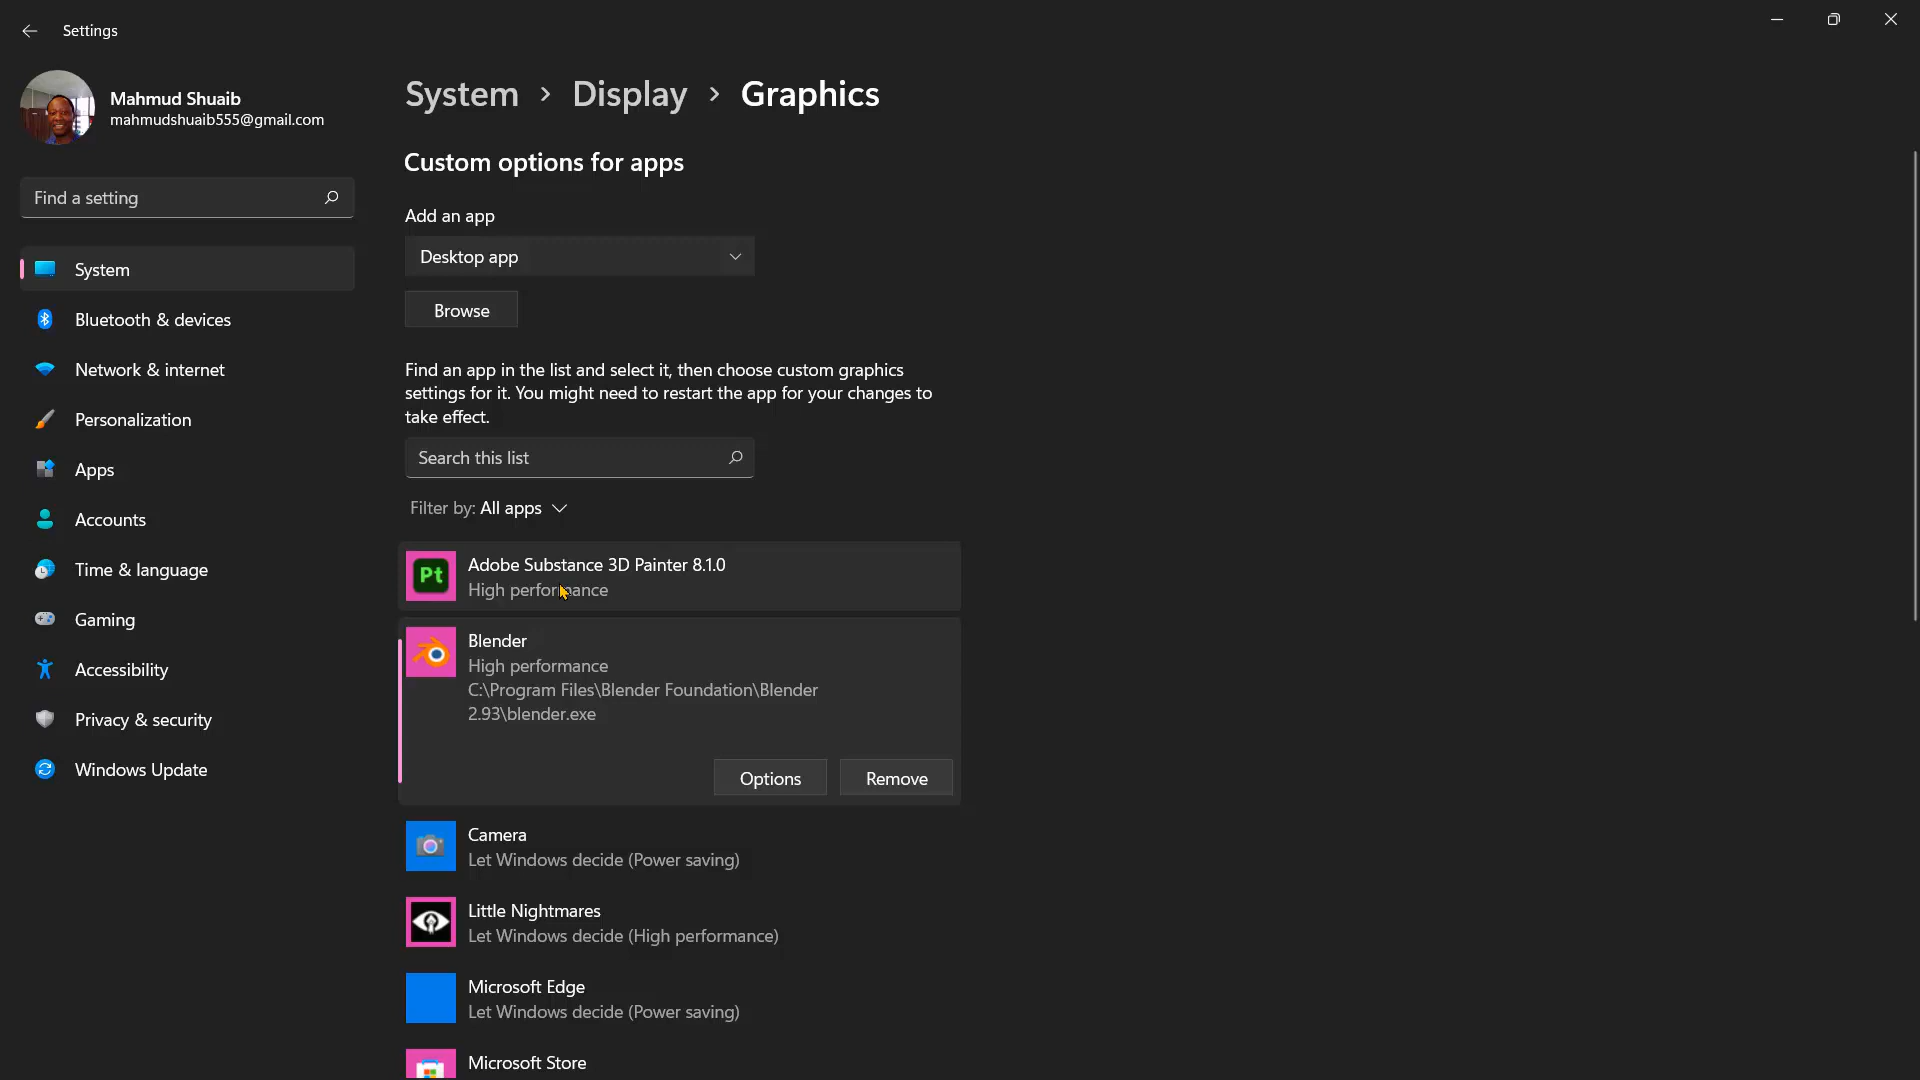 Settings
Mahmud Shuaib
mahmudshuaib555@gmail.com
Find a setting
System
Bluetooth & devices
Network & internet
Personalization
Apps
Accounts
Time & language
Gaming
Accessibility
Privacy & security
Windows Update
System > Display > Graphics
Custom options for apps
Add an app
Desktop app
Browse
Find an app in the list and select it, then choose custom graphics
settings for it. You might need to restart the app for your changes to
take effect.
Search this list
Filter by: All apps
Pt
Adobe Substance 3D Painter 8.1.0
High performance
Blender
High performance
C:\Program Files\Blender Foundation\Blender
2.93\blender.exe
Options
Remove
Camera
Let Windows decide (Power saving)
Little Nightmares
Let Windows decide (High performance)
Microsoft Edge
Let Windows decide (Power saving)
Microsoft Store